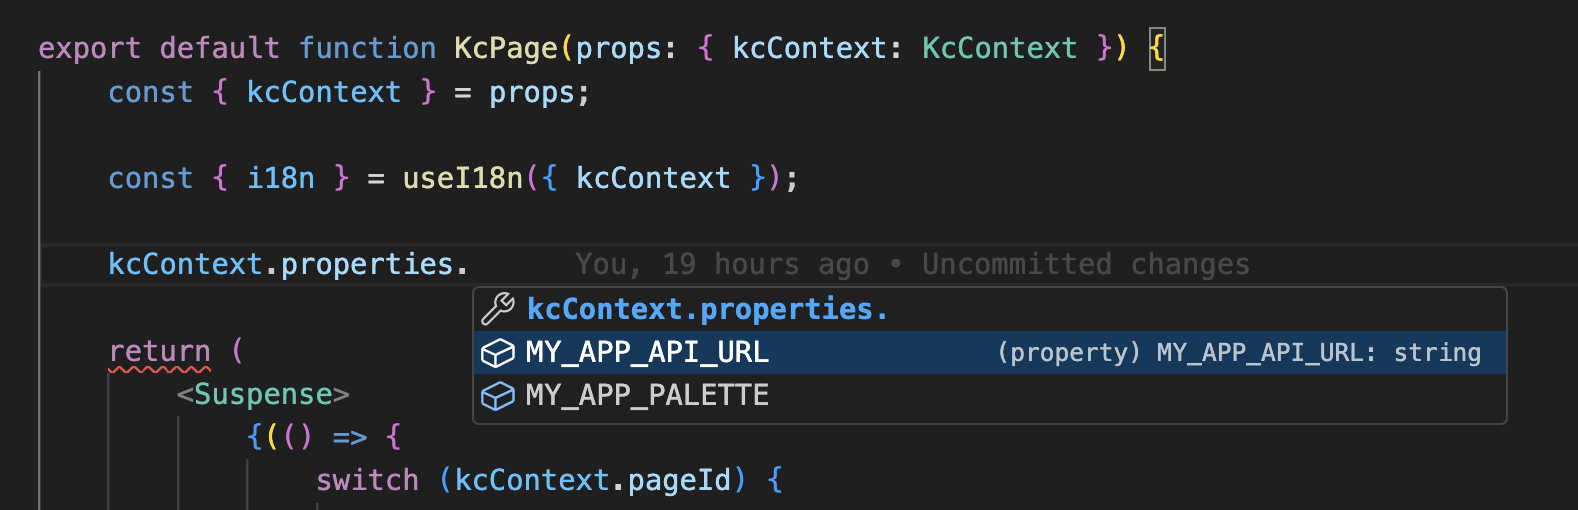 export default function KcPage(props: { kcContext: KcContext }) {
const { kcContext } = props;
const { i18n } = useI18n({ kcContext });
kcContext.properties. You, 19 hours ago • Uncommitted changes
kcContext.properties.
MY_APP_API_URL (property) MY_APP_API_URL: string
MY_APP_PALETTE
return (
<Suspense>
{(() => {
switch (kcContext.pageId) {